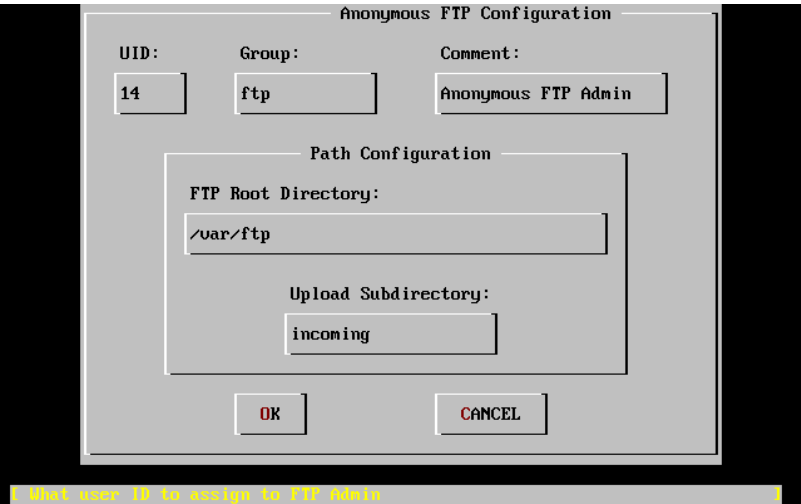 Anonymous FTP Configuration
UID: Group: Comment:
14 ftp Anonymous FTP Admin
Path Configuration
FTP Root Directory:
/var/ftp
Upload Subdirectory:
incoming
OK CANCEL
[ What user ID to assign to FTP Admin ]